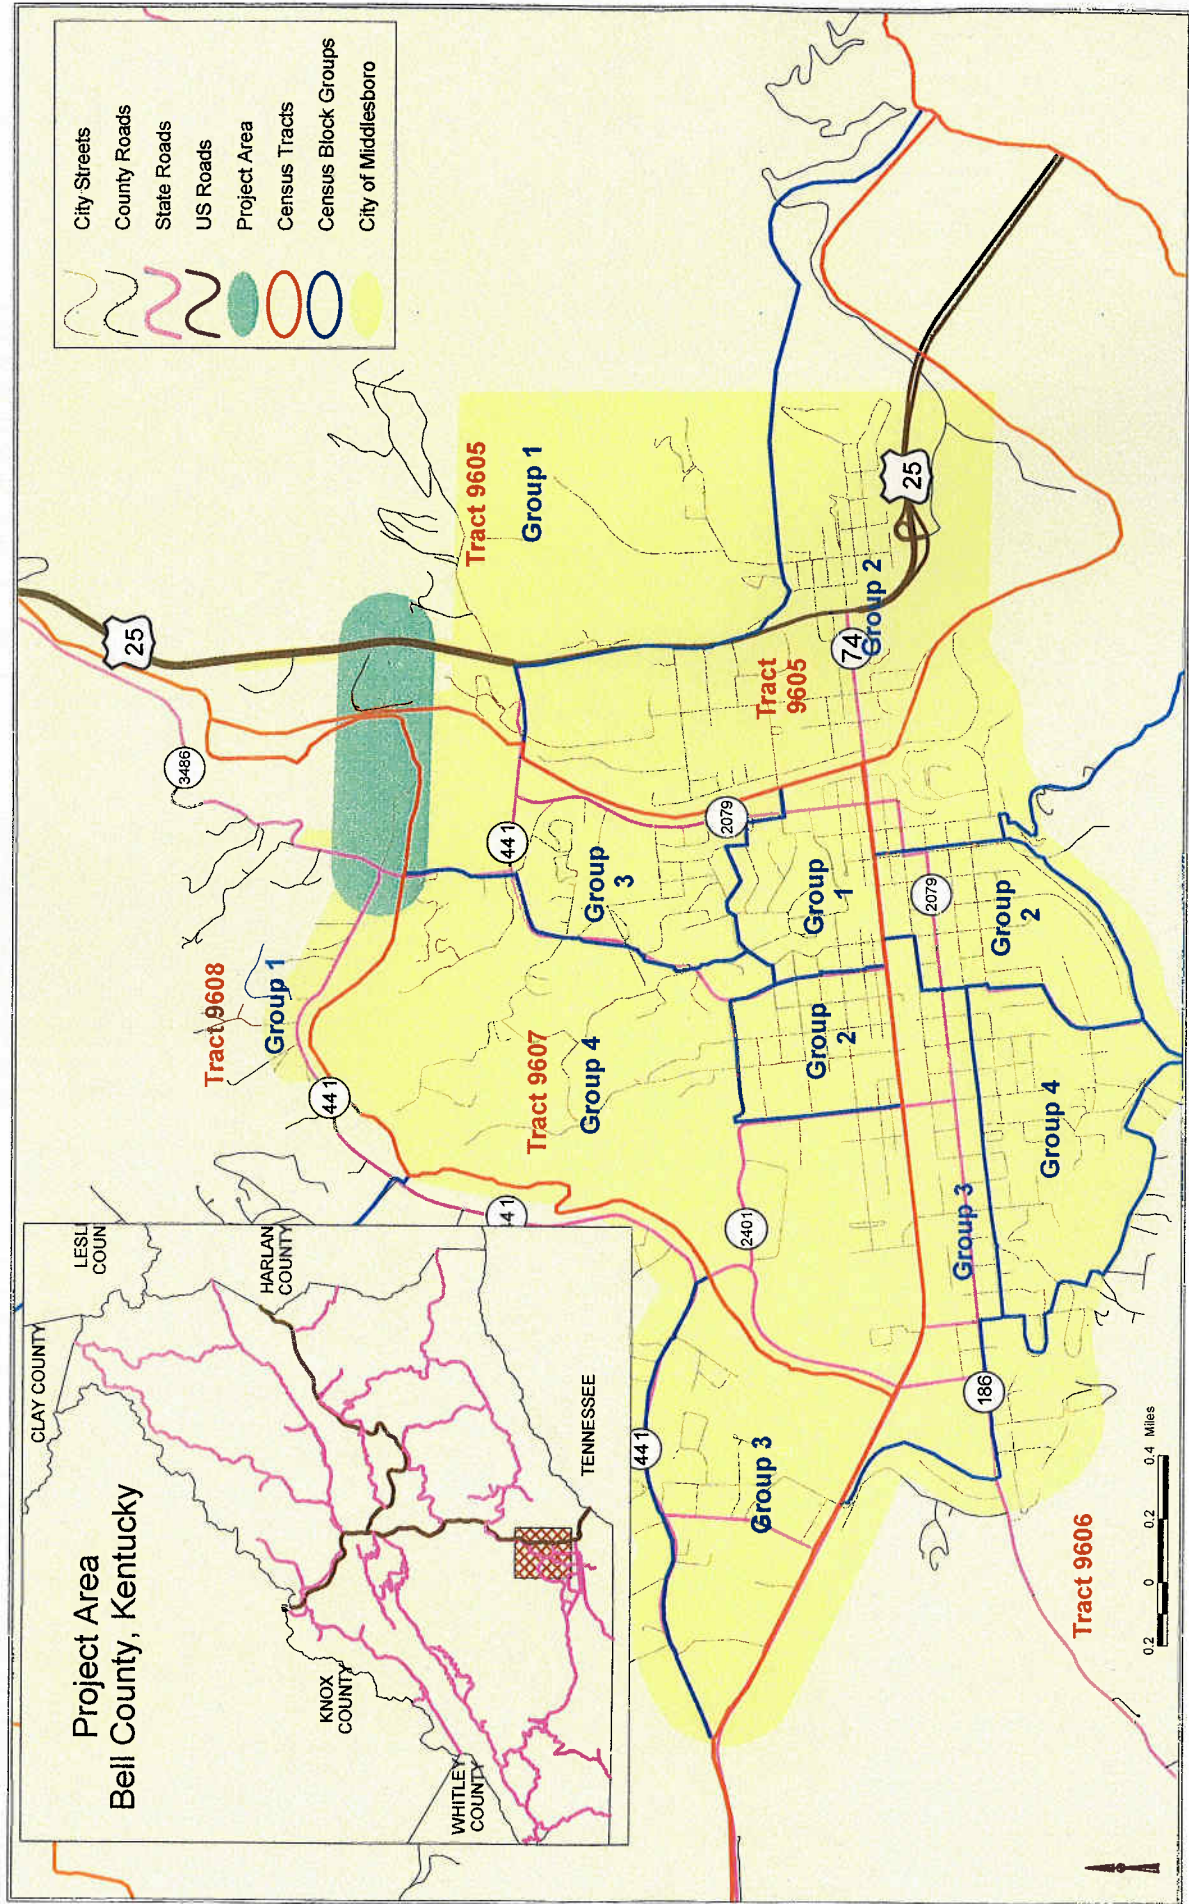 Project Area
Bell County, Kentucky
CLAY COUNTY
LESLI
COUN
HARLAN
COUNTY
KNOX
COUNTY
WHITLEY
COUNTY
TENNESSEE
City Streets
County Roads
State Roads
US Roads
Project Area
Census Tracts
Census Block Groups
City of Middlesboro
25
3486
Tract 9608
Group 1
441
441
41
441
Tract 9605
Group 1
Tract 9607
Group 4
Group
3
2079
Tract
9605
Group
1
Group
2
2401
Group 3
74
Group 2
25
2079
Group
2
Group 3
Group 4
186
Tract 9606
0.2
0
0.2
0.4 Miles